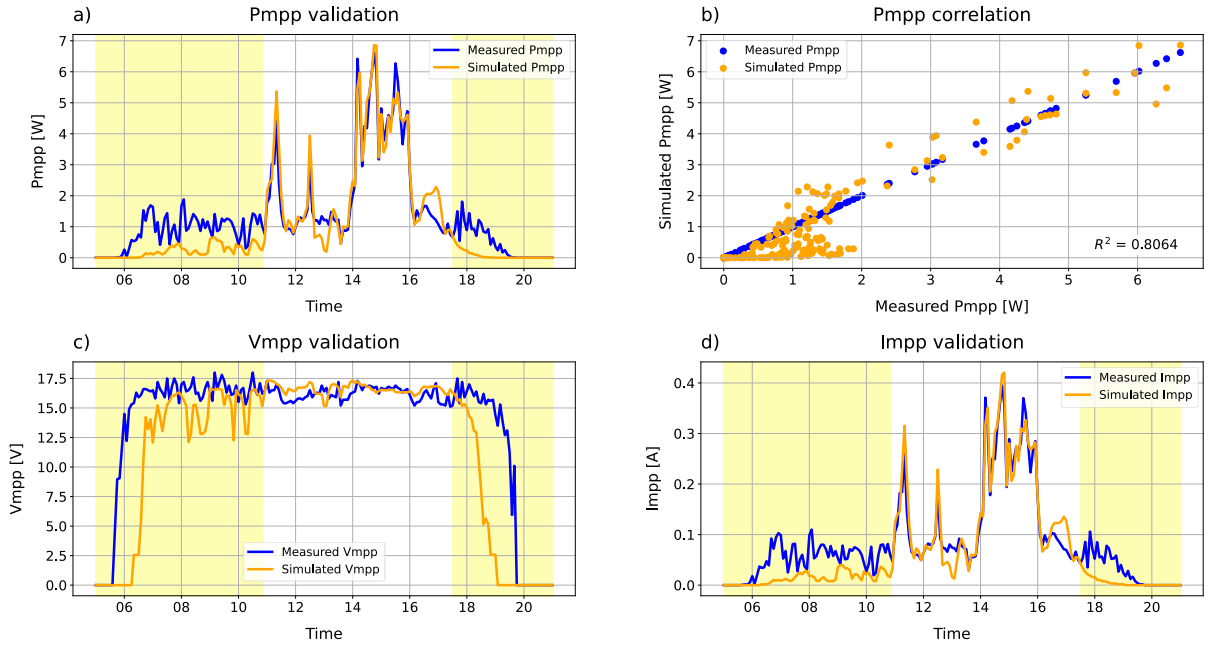 a)
Pmpp validation
7
6
5
4
3
2
1
0
Pmpp [W]
Measured Pmpp
Simulated Pmpp
06 08 10 12 14 16 18 20
Time
b)
Pmpp correlation
7
6
5
4
3
2
1
0
Simulated Pmpp [W]
Measured Pmpp
Simulated Pmpp
R² = 0.8064
0 1 2 3 4 5 6
Measured Pmpp [W]
c)
Vmpp validation
17.5
15.0
12.5
10.0
7.5
5.0
2.5
0.0
Vmpp [V]
Measured Vmpp
Simulated Vmpp
06 08 10 12 14 16 18 20
Time
d)
Impp validation
0.4
0.3
0.2
0.1
0.0
Impp [A]
Measured Impp
Simulated Impp
06 08 10 12 14 16 18 20
Time